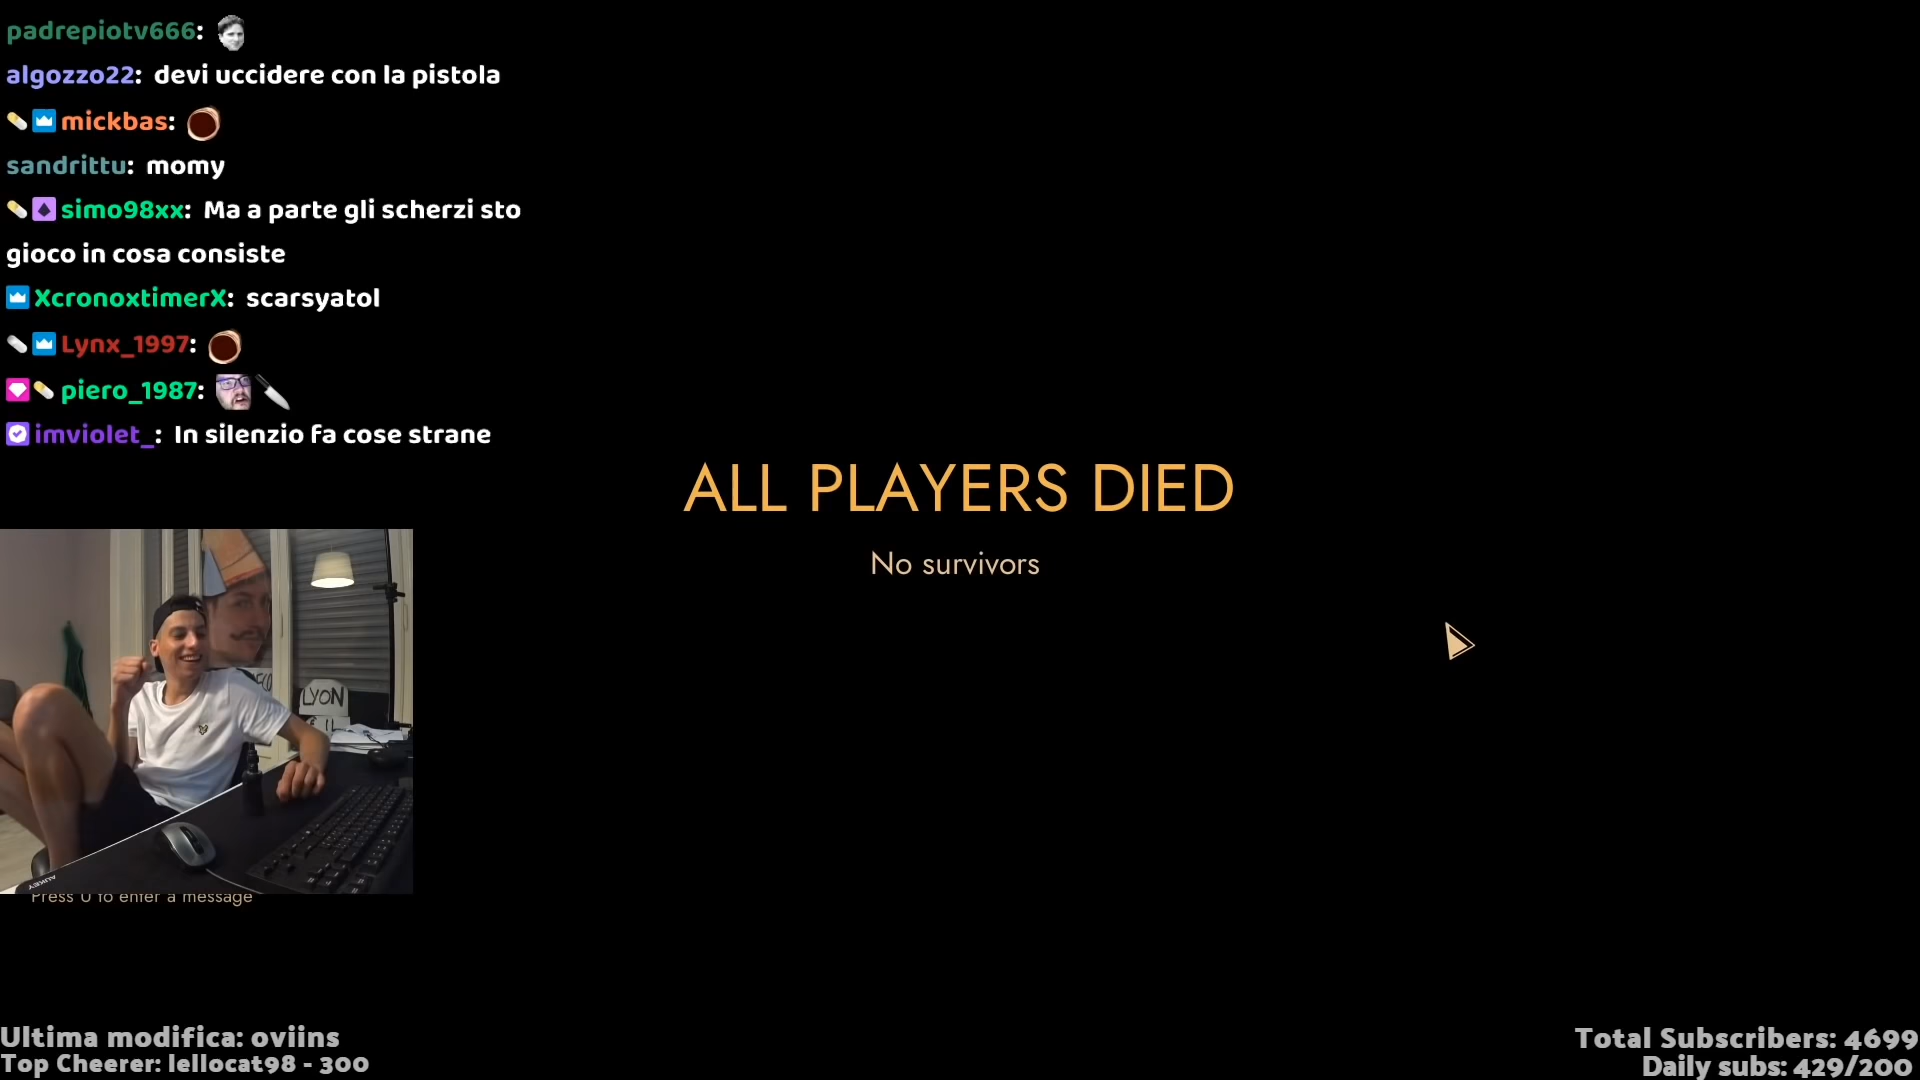 padrepiotv666:
algozzo22: devi uccidere con la pistola
mickbas:
sandrittu: momy
simo98xx: Ma a parte gli scherzi sto
gioco in cosa consiste
XcronoxtimerX: scarsyatol
Lynx_1997:
piero_1987:
imviolet_: In silenzio fa cose strane
ALL PLAYERS DIED
No survivors
LYON
È IL
AUKEY
Press U to enter a message
Ultima modifica: oviins
Top Cheerer: lellocat98 - 300
Total Subscribers: 4699
Daily subs: 429/200